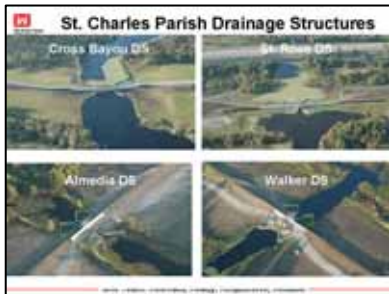 St. Charles Parish Drainage Structures
Cross Bayou DS
St. Rose DS
Almedia DS
Walker DS